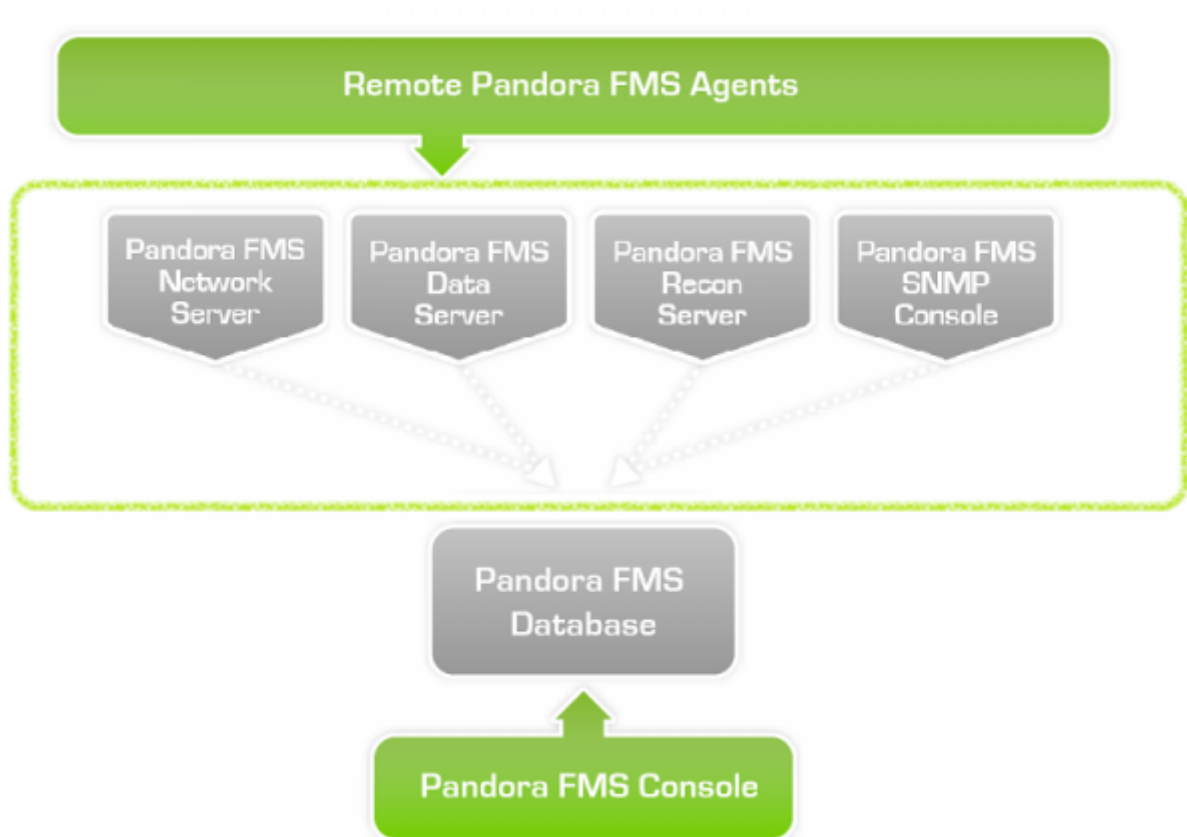 Remote Pandora FMS Agents
Pandora FMS
Network
Server
Pandora FMS
Data
Server
Pandora FMS
Recon
Server
Pandora FMS
SNMP
Console
Pandora FMS
Database
Pandora FMS Console